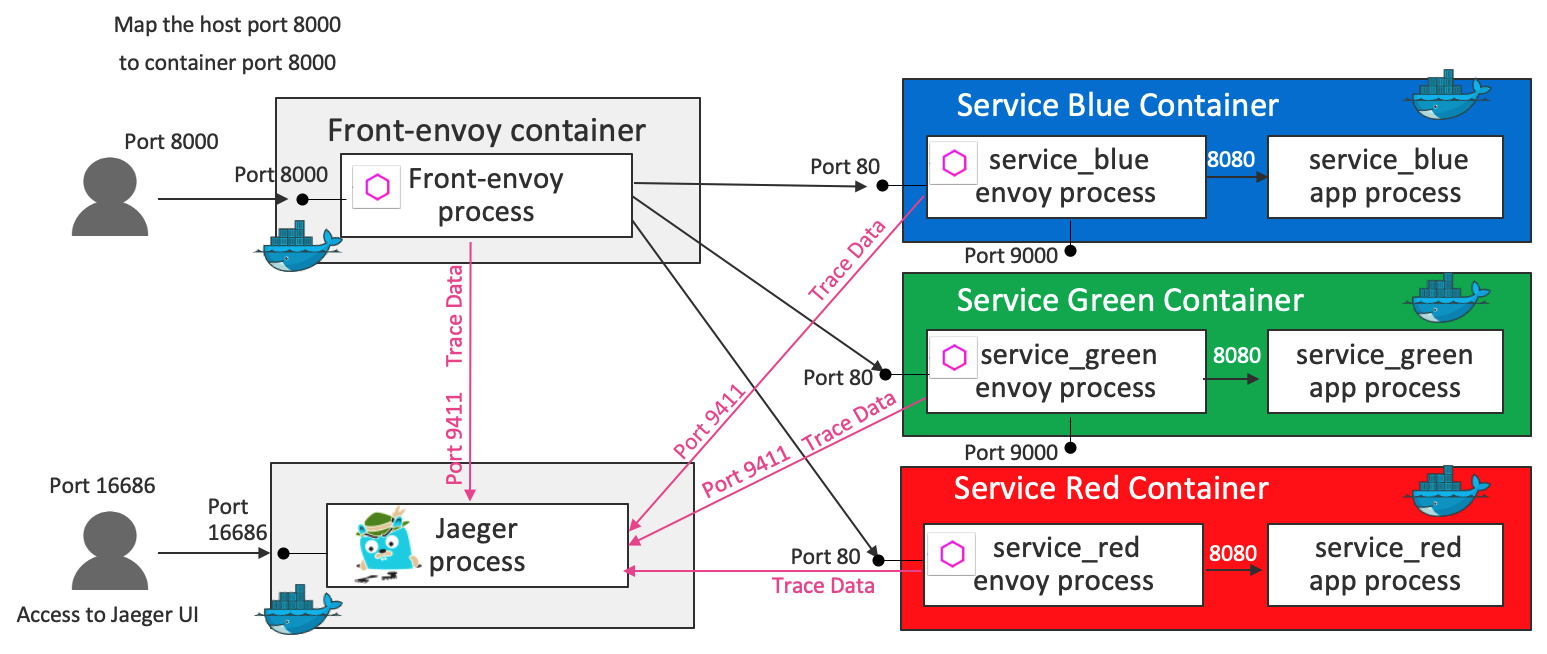 Map the host port 8000
to container port 8000
Port 8000
Port 8000
Front-envoy container
Front-envoy
process
Port 80
Service Blue Container
service_blue
envoy process
8080
service_blue
app process
Port 9000
Trace Data
Port 9411
Trace Data
Port 9411
Port 80
Service Green Container
service_green
envoy process
8080
service_green
app process
Port 9000
Trace Data
Port 9411
Port 16686
Port
16686
Access to Jaeger UI
Jaeger
process
Port 80
Trace Data
Service Red Container
service_red
envoy process
8080
service_red
app process